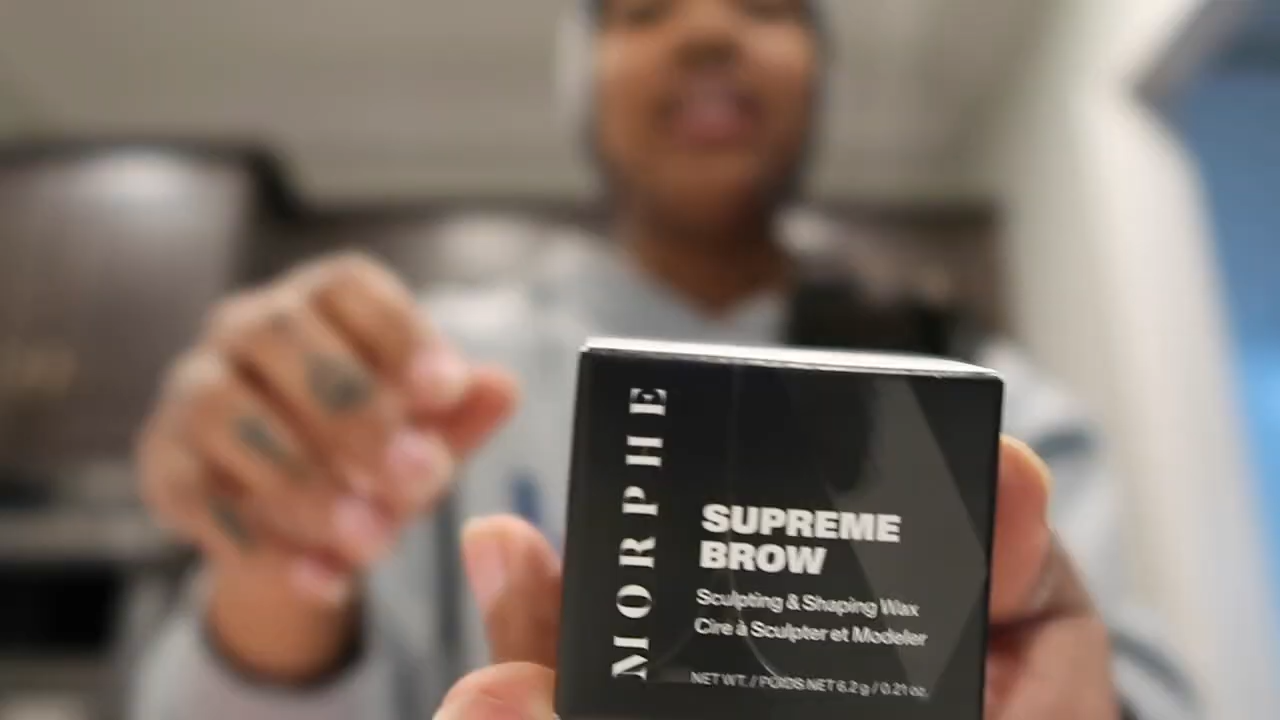 MORPHE
SUPREME
BROW
Sculpting & Shaping Wax
Cire à Sculpter et Modeler
NET WT. / POIDS NET 6.2 g / 0.21 oz.